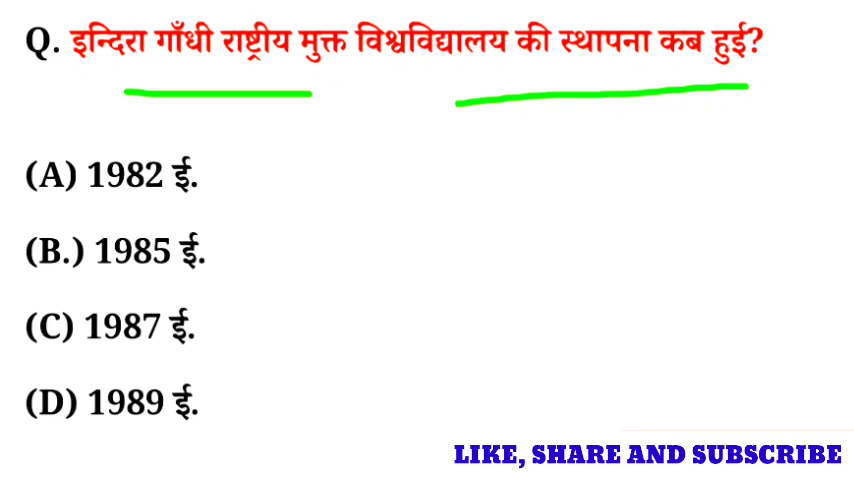 Q. इन्दिरा गाँधी राष्ट्रीय मुक्त विश्वविद्यालय की स्थापना कब हुई?
(A) 1982 ई.
(B.) 1985 ई.
(C) 1987 ई.
(D) 1989 ई.
LIKE, SHARE AND SUBSCRIBE